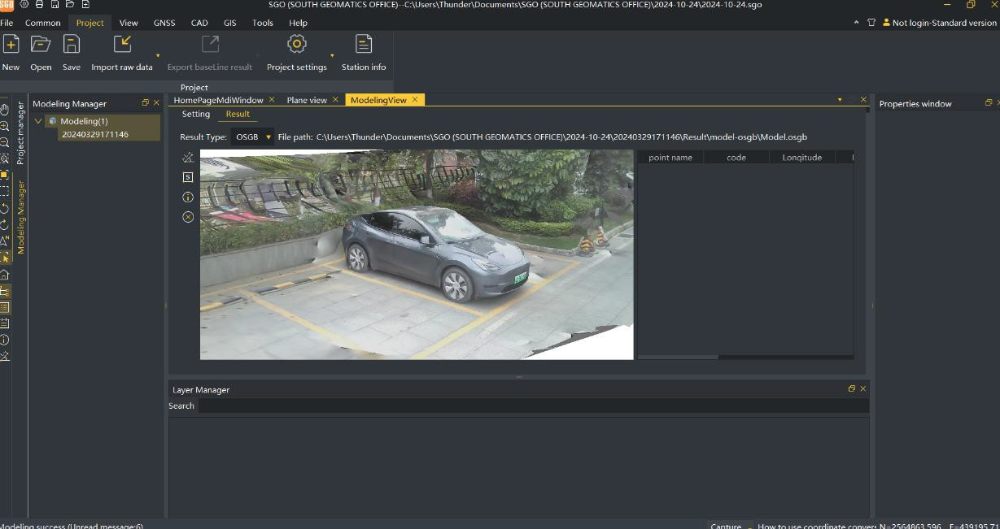 SGO
SGO (SOUTH GEOMATICS OFFICE)--C:\Users\Thunder\Documents\SGO (SOUTH GEOMATICS OFFICE)\2024-10-24\2024-10-24.sgo
File Common Project View GNSS CAD GIS Tools Help
Not login-Standard version
New Open Save Import raw data Export baseLine result Project settings Station info
Project
Project manager
Modeling Manager
Modeling Manager
Modeling(1)
20240329171146
HomePageMdiWindow Plane view ModelingView
Setting Result
Result Type: OSGB File path: C:\Users\Thunder\Documents\SGO (SOUTH GEOMATICS OFFICE)\2024-10-24\20240329171146\Result\model-osgb\Model.osgb
S
point name code Longitude
Properties window
Layer Manager
Search
Modeling success (Unread message:6)
Capture How to use coordinate convers N=2564863.596 E=439195.71